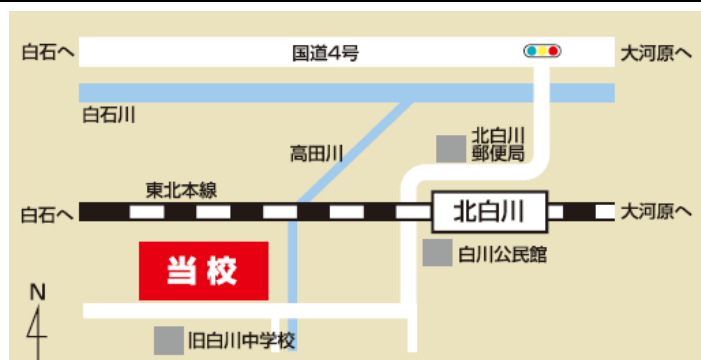 白石へ
国道4号
大河原へ
白石川
高田川
北白川
郵便局
東北本線
白石へ
北白川
大河原へ
当校
白川公民館
N
旧白川中学校